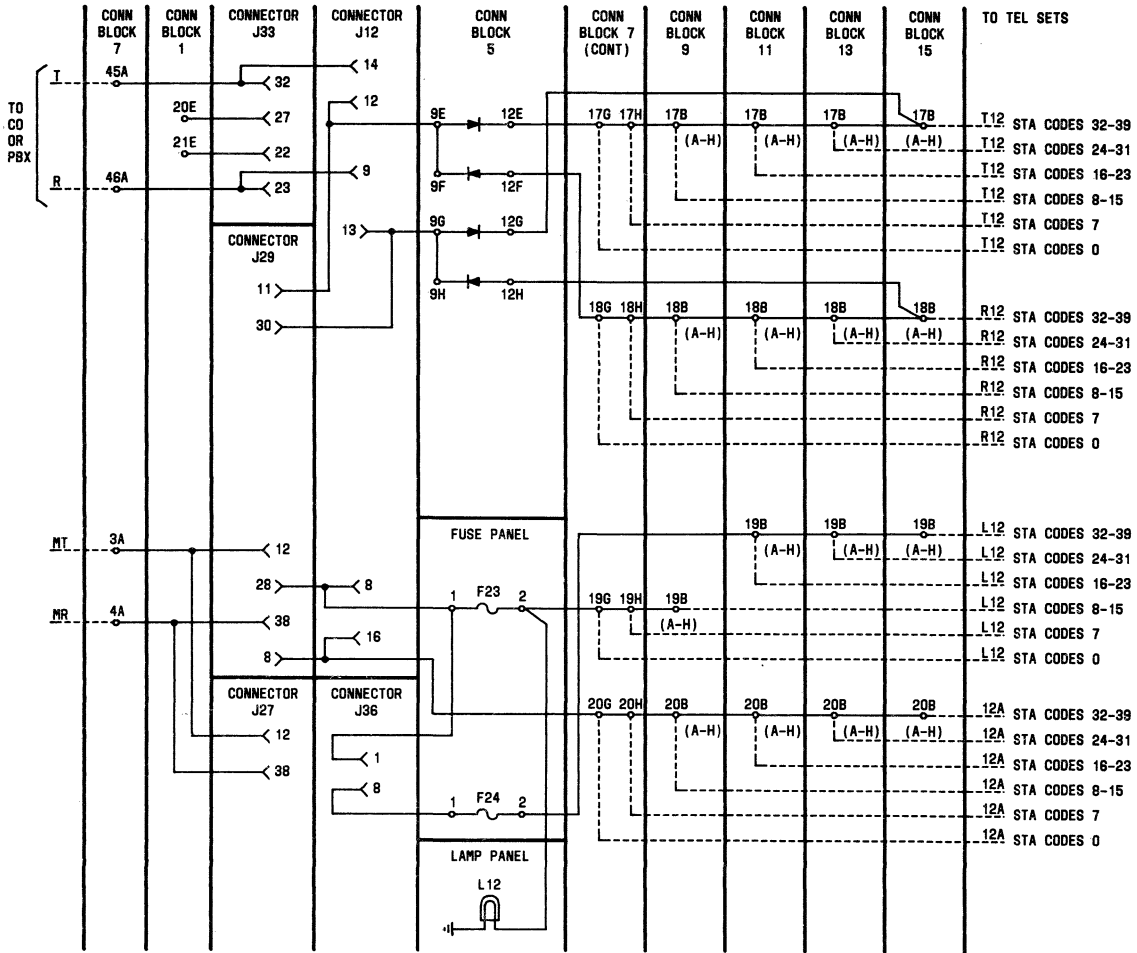 CONN BLOCK 7
CONN BLOCK 1
CONNECTOR J33
CONNECTOR J12
CONN BLOCK 5
CONN BLOCK 7 (CONT)
CONN BLOCK 9
CONN BLOCK 11
CONN BLOCK 13
CONN BLOCK 15
TO TEL SETS
TO CO OR PBX
T
45A
32
14
20E
27
12
21E
22
R
46A
23
9
CONNECTOR J29
11
30
13
9E
12E
9F
12F
9G
12G
9H
12H
17G
17H
17B
(A-H)
17B
(A-H)
17B
(A-H)
17B
(A-H)
T12 STA CODES 32-39
T12 STA CODES 24-31
T12 STA CODES 16-23
T12 STA CODES 8-15
T12 STA CODES 7
T12 STA CODES 0
18G
18H
18B
(A-H)
18B
(A-H)
18B
(A-H)
18B
(A-H)
R12 STA CODES 32-39
R12 STA CODES 24-31
R12 STA CODES 16-23
R12 STA CODES 8-15
R12 STA CODES 7
R12 STA CODES 0
MT
3A
12
28
8
MR
4A
38
8
16
FUSE PANEL
1
F23
2
19G
19H
19B
(A-H)
19B
(A-H)
19B
(A-H)
19B
(A-H)
L12 STA CODES 32-39
L12 STA CODES 24-31
L12 STA CODES 16-23
L12 STA CODES 8-15
L12 STA CODES 7
L12 STA CODES 0
CONNECTOR J27
12
38
CONNECTOR J36
1
8
1
F24
2
20G
20H
20B
(A-H)
20B
(A-H)
20B
(A-H)
20B
(A-H)
12A STA CODES 32-39
12A STA CODES 24-31
12A STA CODES 16-23
12A STA CODES 8-15
12A STA CODES 7
12A STA CODES 0
LAMP PANEL
L12